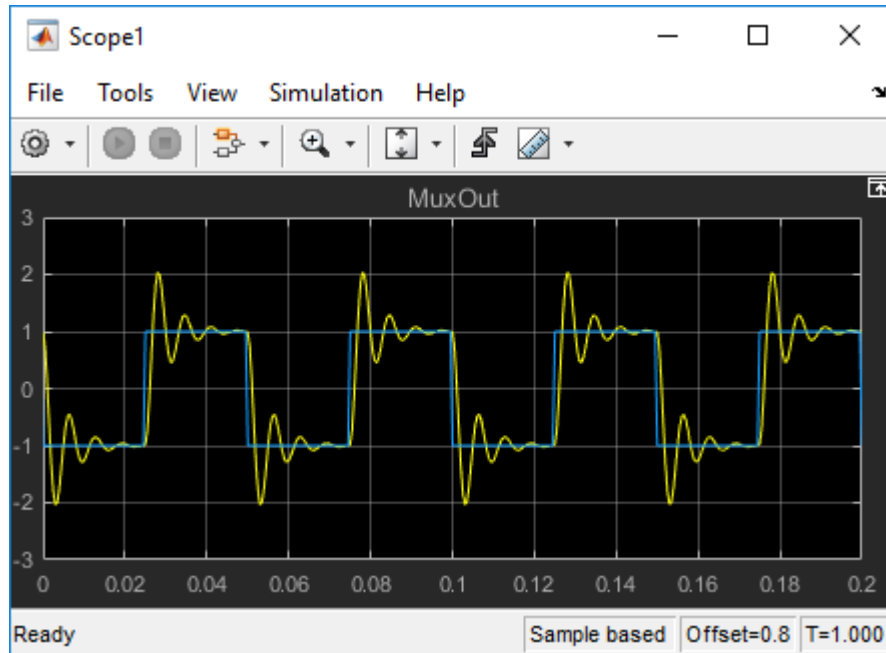 Scope1
File Tools View Simulation Help
MuxOut
3
2
1
0
-1
-2
-3
0 0.02 0.04 0.06 0.08 0.1 0.12 0.14 0.16 0.18 0.2
Ready Sample based Offset=0.8 T=1.000